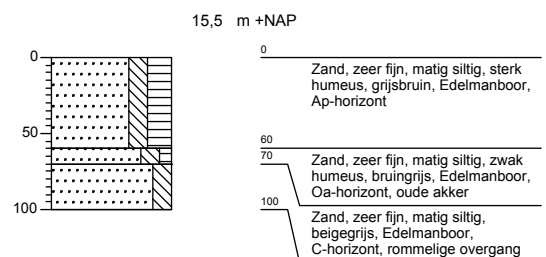 15,5 m +NAP
0
50
100
0
Zand, zeer fijn, matig siltig, sterk
humeus, grijsbruin, Edelmanboor,
Ap-horizont
60
70
Zand, zeer fijn, matig siltig, zwak
humeus, bruingrijs, Edelmanboor,
Oa-horizont, oude akker
100
Zand, zeer fijn, matig siltig,
beigegrijs, Edelmanboor,
C-horizont, rommelige overgang